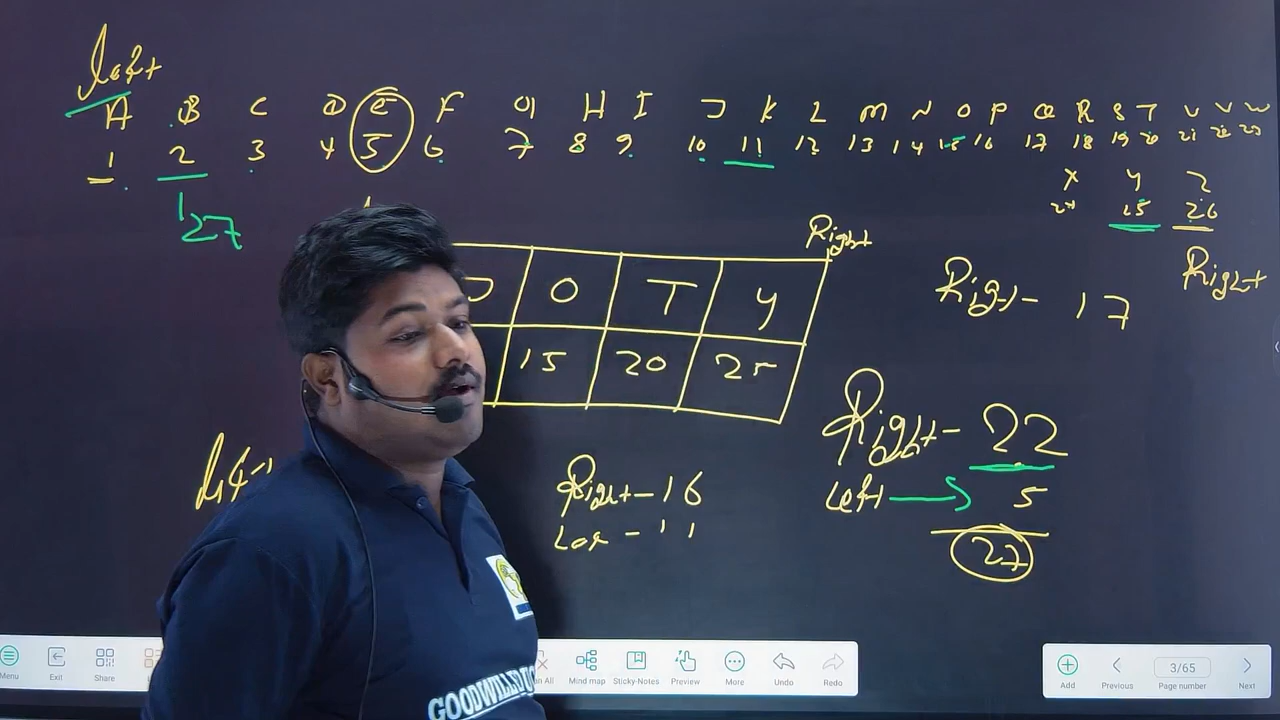 left
A B C D E F G H I J K L M N O P Q R S T U V W
1 2 3 4 5 6 7 8 9 10 11 12 13 14 15 16 17 18 19 20 21 22 23
X Y Z
24 25 26
27
Right
Right
J O T Y
15 20 25
Right - 17
Right - 22
Left → 5
27
Right - 16
- 11
GOODWILL
Menu
Exit
Share
Mind map
Sticky-Notes
Preview
More
Undo
Redo
Add
Previous
3/65
Page number
Next